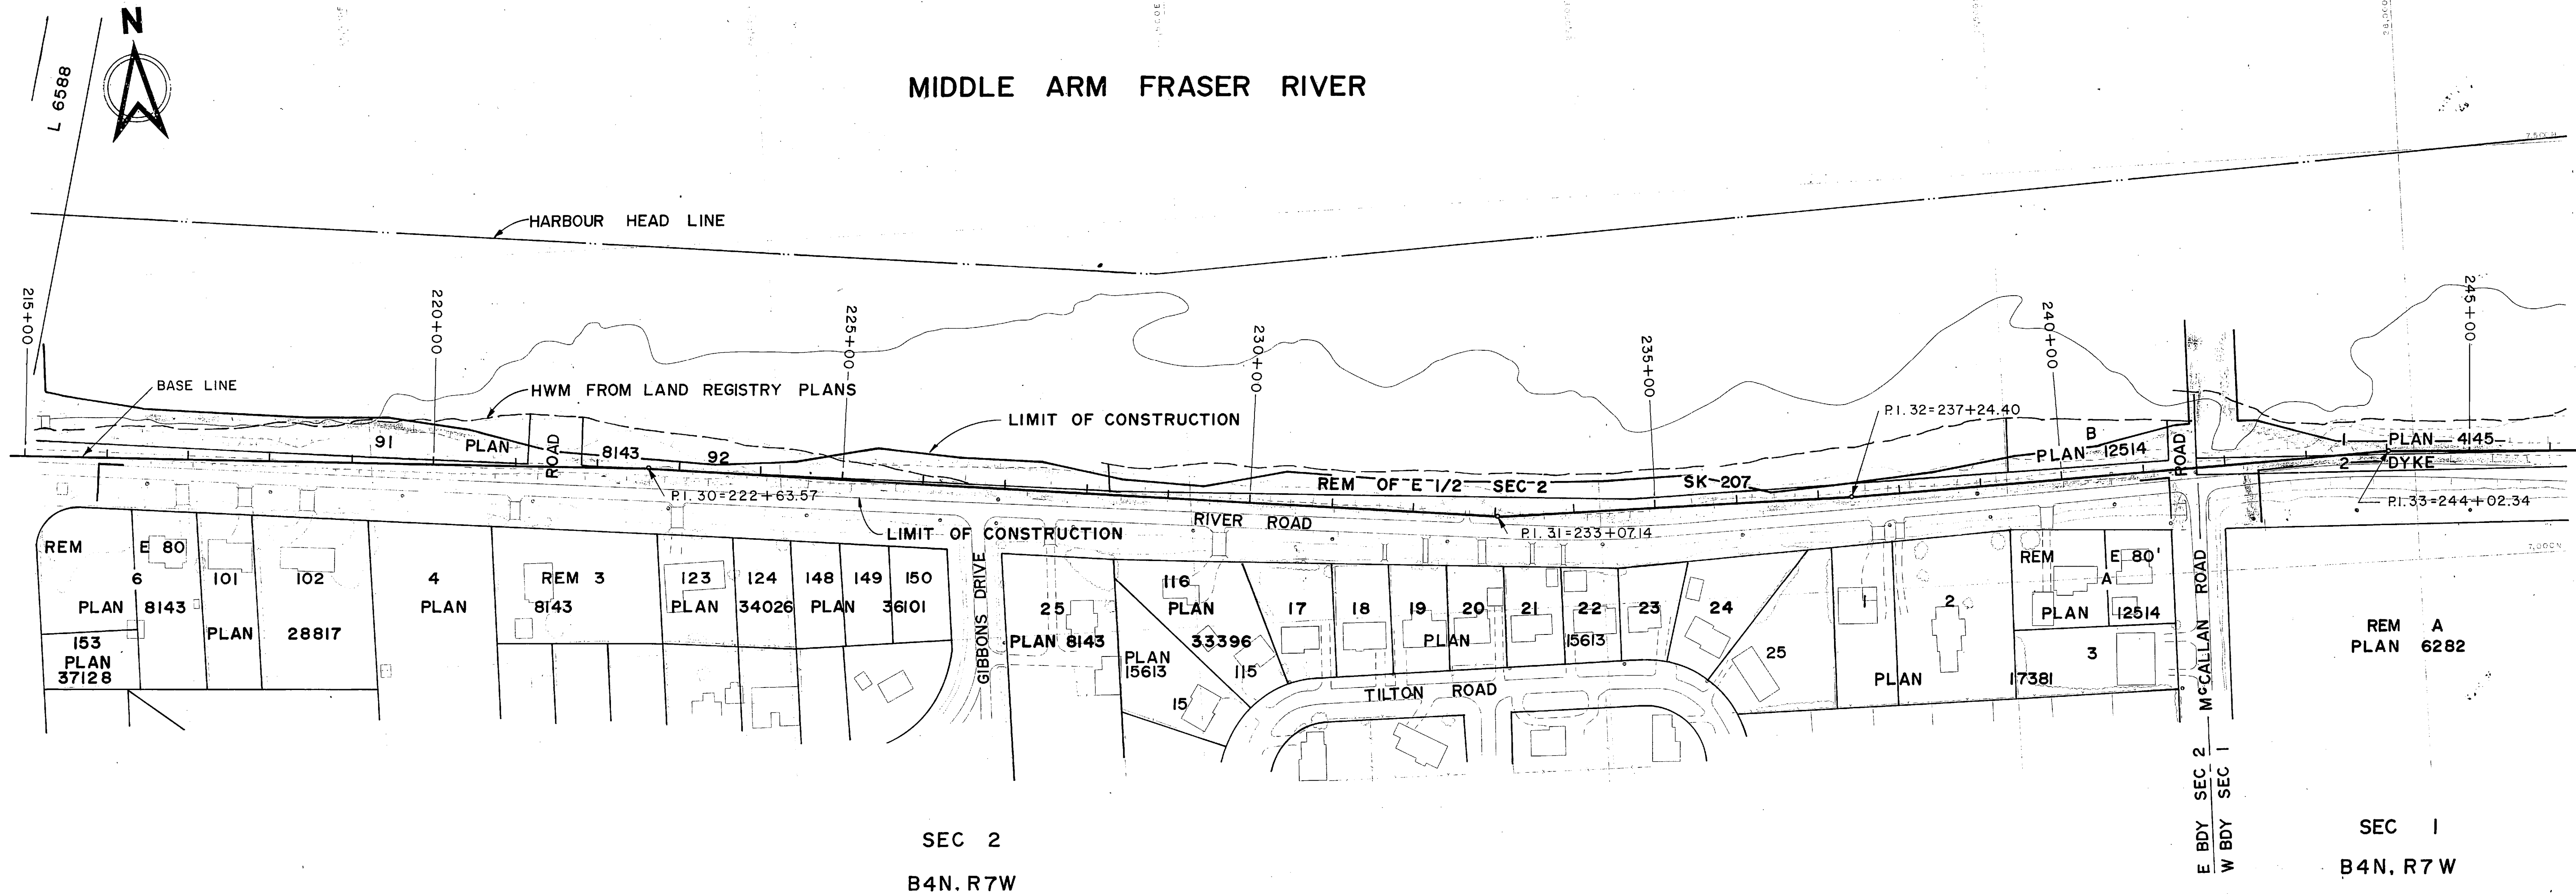 N
L 6588
MIDDLE ARM FRASER RIVER
HARBOUR HEAD LINE
215+00
220+00
225+00
230+00
235+00
240+00
245+00
BASE LINE
HWM FROM LAND REGISTRY PLANS
LIMIT OF CONSTRUCTION
P.I. 32=237+24.40
91
PLAN
ROAD
8143
92
B
PLAN 12514
ROAD
1 PLAN 4145
2 DYKE
REM OF E 1/2 SEC 2
SK-207
P.I. 30=222+63.57
P.I. 31=233+07.14
P.I. 33=244+02.34
LIMIT OF CONSTRUCTION
RIVER ROAD
REM
E 80
6
PLAN 8143
153
PLAN
37128
101
102
PLAN 28817
4
PLAN
REM 3
8143
123
124
PLAN 34026
148
149
150
PLAN 36101
GIBBONS DRIVE
25
PLAN 8143
116
PLAN
33396
115
PLAN
15613
15
17
18
19
20
21
22
23
24
PLAN 15613
25
TILTON ROAD
1
2
PLAN 17381
REM
E 80'
A
PLAN 12514
3
McCALLAN ROAD
REM A
PLAN 6282
7,000N
7,500N
E BDY SEC 2
W BDY SEC 1
SEC 2
B4N, R7W
SEC 1
B4N, R7W